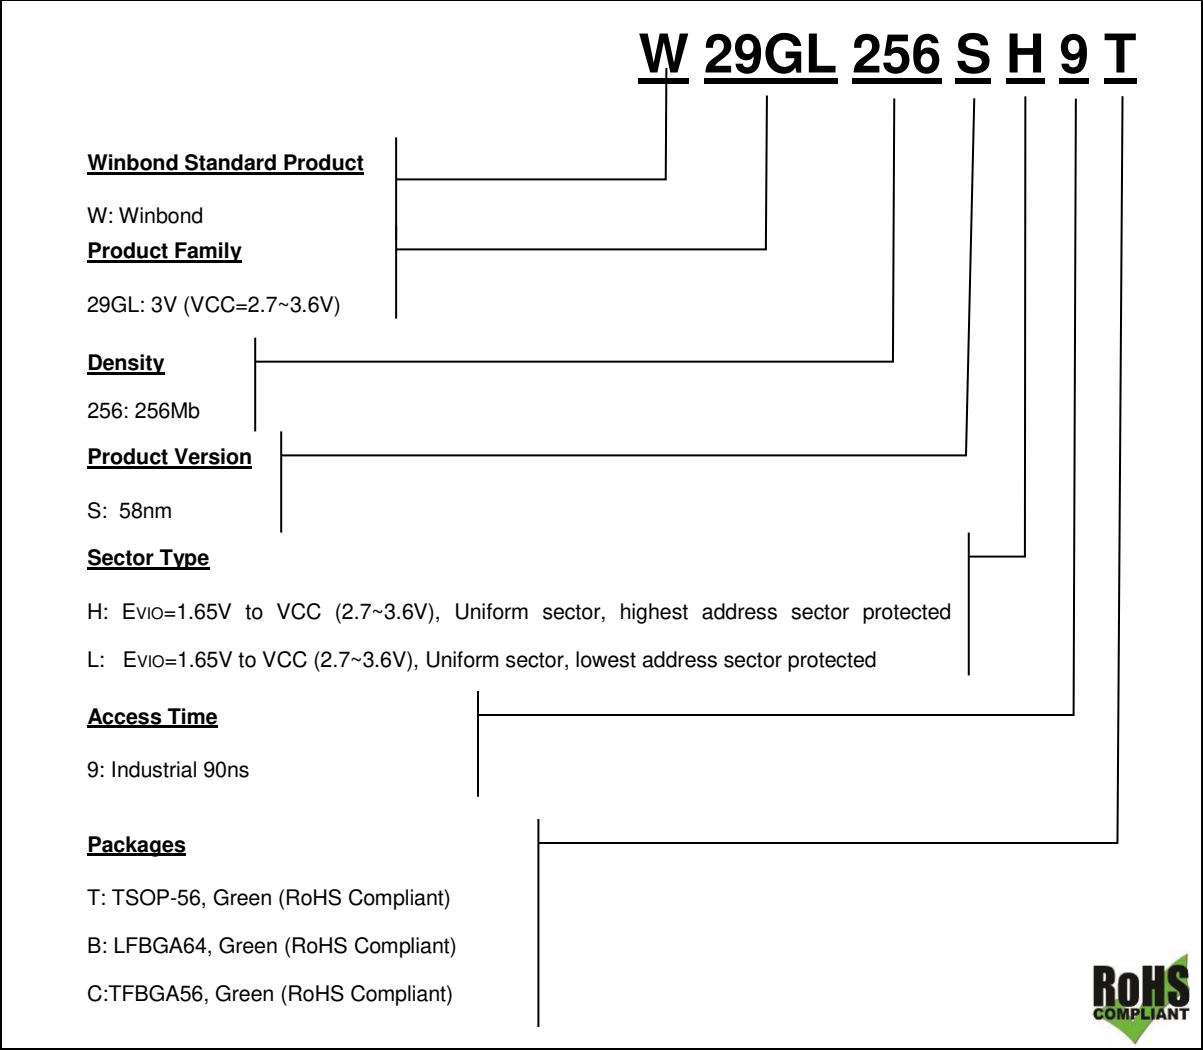 W 29GL 256 S H 9 T
Winbond Standard Product
W: Winbond
Product Family
29GL: 3V (VCC=2.7~3.6V)
Density
256: 256Mb
Product Version
S: 58nm
Sector Type
H: EVIO=1.65V to VCC (2.7~3.6V), Uniform sector, highest address sector protected
L: EVIO=1.65V to VCC (2.7~3.6V), Uniform sector, lowest address sector protected
Access Time
9: Industrial 90ns
Packages
T: TSOP-56, Green (RoHS Compliant)
B: LFBGA64, Green (RoHS Compliant)
C:TFBGA56, Green (RoHS Compliant)
RoHS
COMPLIANT